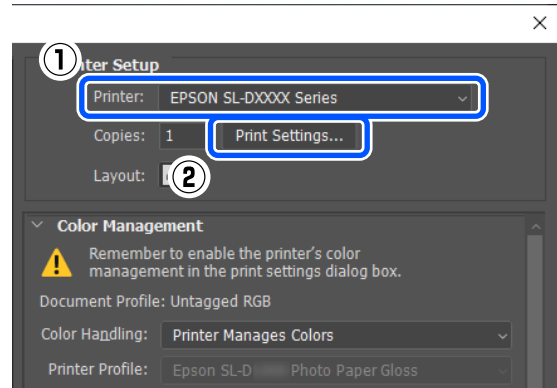 ①
ter Setup
Printer: EPSON SL-DXXXX Series
Copies: 1 Print Settings...
②
Layout:
Color Management
Remember to enable the printer's color
management in the print settings dialog box.
Document Profile: Untagged RGB
Color Handling: Printer Manages Colors
Printer Profile: Epson SL-D Photo Paper Gloss